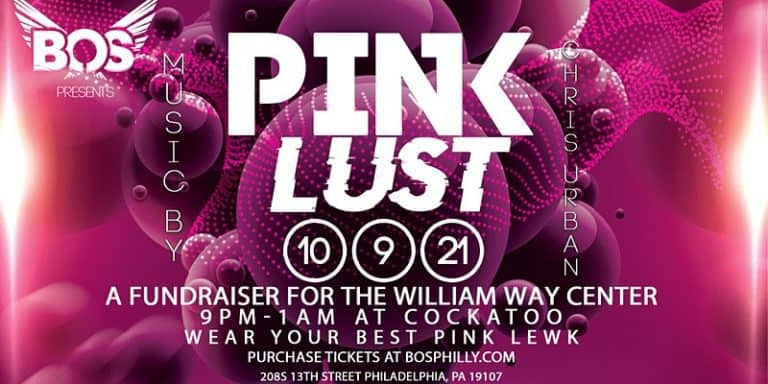 BOS
PRESENTS
PINK
LUST
MUSIC BY
CHRIS URBAN
10 9 21
A FUNDRAISER FOR THE WILLIAM WAY CENTER
9PM-1AM AT COCKATOO
WEAR YOUR BEST PINK LEWK
PURCHASE TICKETS AT BOSPHILLY.COM
208S 13TH STREET PHILADELPHIA, PA 19107